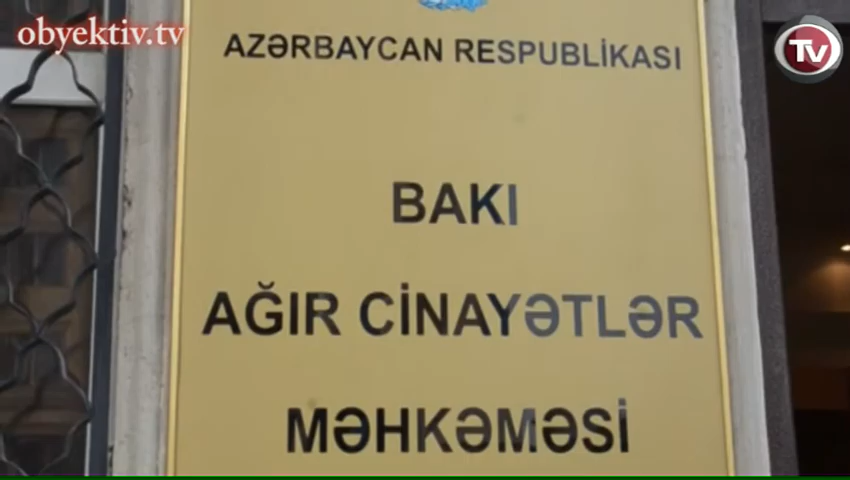 obyektiv.tv
TV
AZƏRBAYCAN RESPUBLİKASI
BAKI
AĞIR CİNAYƏTLƏR
MƏHKƏMƏSİ